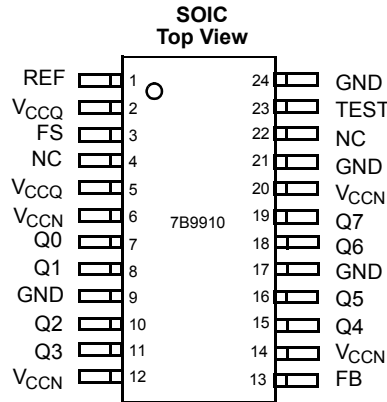 SOIC
Top View
REF 1 24 GND
VCCQ 2 23 TEST
FS 3 22 NC
NC 4 21 GND
VCCQ 5 20 VCCN
VCCN 6 19 Q7
7B9910
Q0 7 18 Q6
Q1 8 17 GND
GND 9 16 Q5
Q2 10 15 Q4
Q3 11 14 VCCN
VCCN 12 13 FB